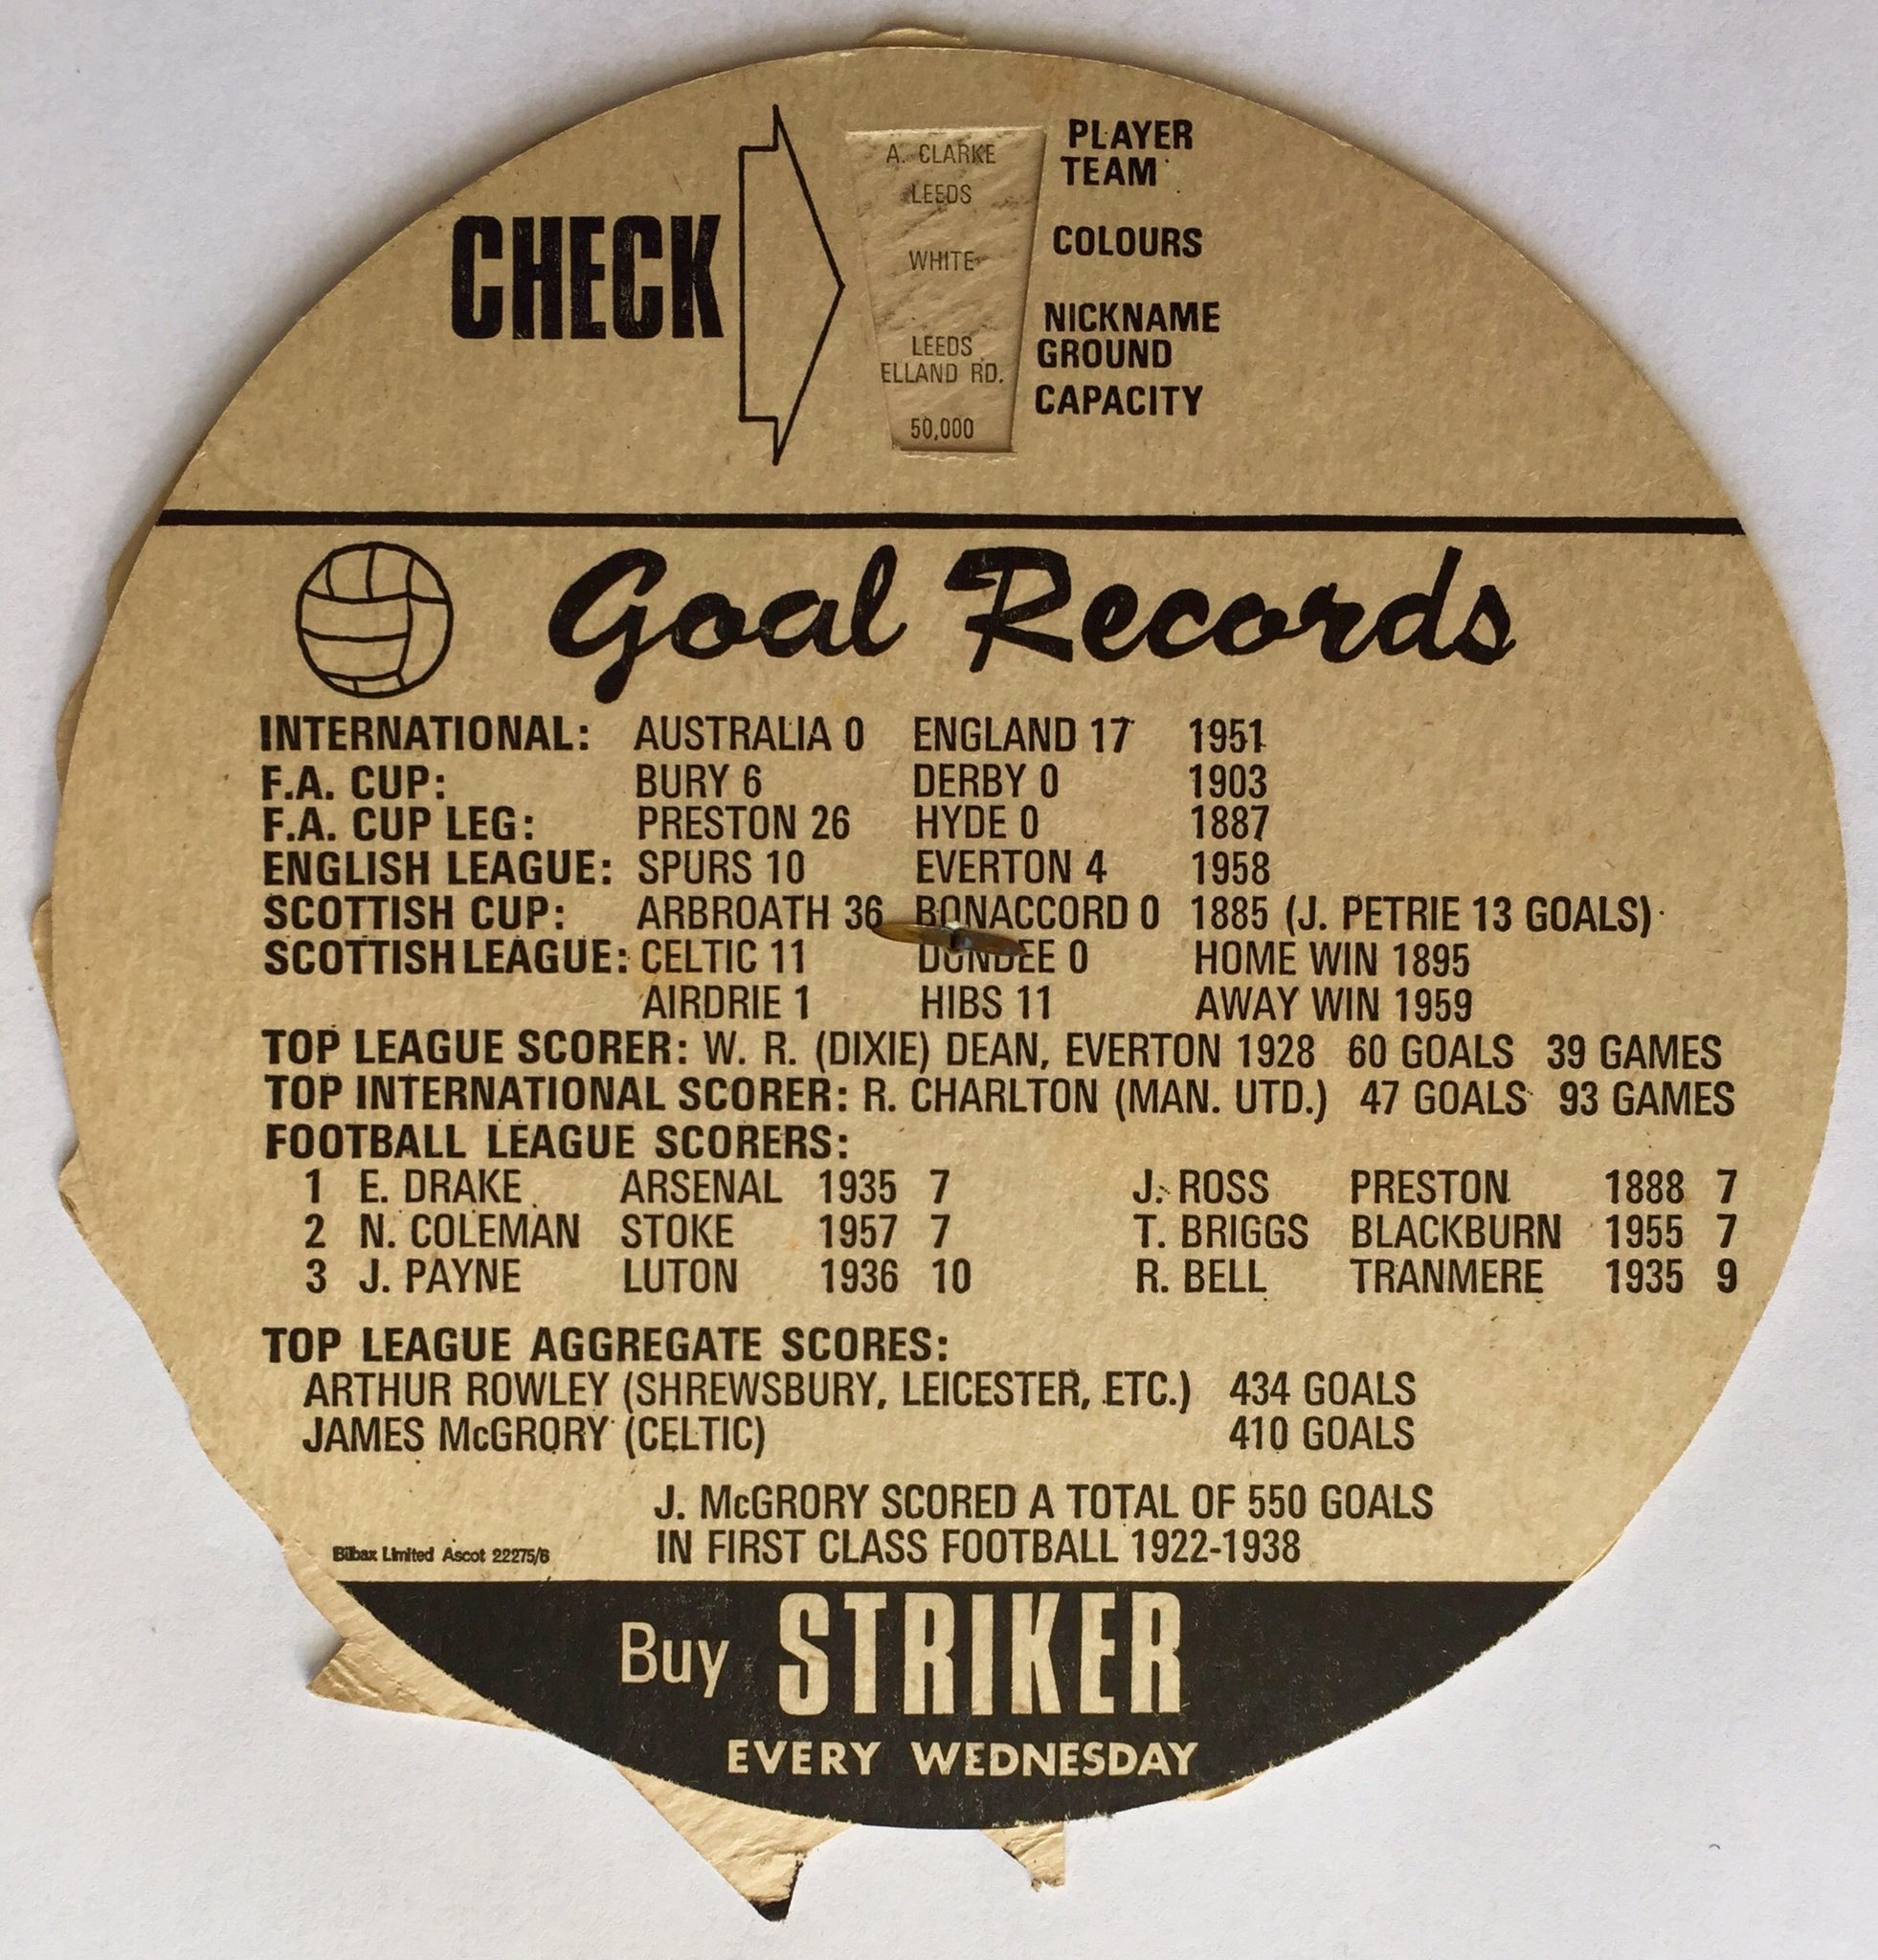 CHECK
A. CLARKE PLAYER
LEEDS TEAM
WHITE COLOURS
NICKNAME
LEEDS GROUND
ELLAND RD.
50,000 CAPACITY
Goal Records
INTERNATIONAL: AUSTRALIA 0 ENGLAND 17 1951
F.A. CUP: BURY 6 DERBY 0 1903
F.A. CUP LEG: PRESTON 26 HYDE 0 1887
ENGLISH LEAGUE: SPURS 10 EVERTON 4 1958
SCOTTISH CUP: ARBROATH 36 BONACCORD 0 1885 (J. PETRIE 13 GOALS)
SCOTTISH LEAGUE: CELTIC 11 DUNDEE 0 HOME WIN 1895
AIRDRIE 1 HIBS 11 AWAY WIN 1959
TOP LEAGUE SCORER: W. R. (DIXIE) DEAN, EVERTON 1928 60 GOALS 39 GAMES
TOP INTERNATIONAL SCORER: R. CHARLTON (MAN. UTD.) 47 GOALS 93 GAMES
FOOTBALL LEAGUE SCORERS:
1 E. DRAKE ARSENAL 1935 7 J. ROSS PRESTON 1888 7
2 N. COLEMAN STOKE 1957 7 T. BRIGGS BLACKBURN 1955 7
3 J. PAYNE LUTON 1936 10 R. BELL TRANMERE 1935 9
TOP LEAGUE AGGREGATE SCORES:
ARTHUR ROWLEY (SHREWSBURY, LEICESTER, ETC.) 434 GOALS
JAMES McGRORY (CELTIC) 410 GOALS
J. McGRORY SCORED A TOTAL OF 550 GOALS
IN FIRST CLASS FOOTBALL 1922-1938
Bilbax Limited Ascot 22275/6
Buy STRIKER
EVERY WEDNESDAY